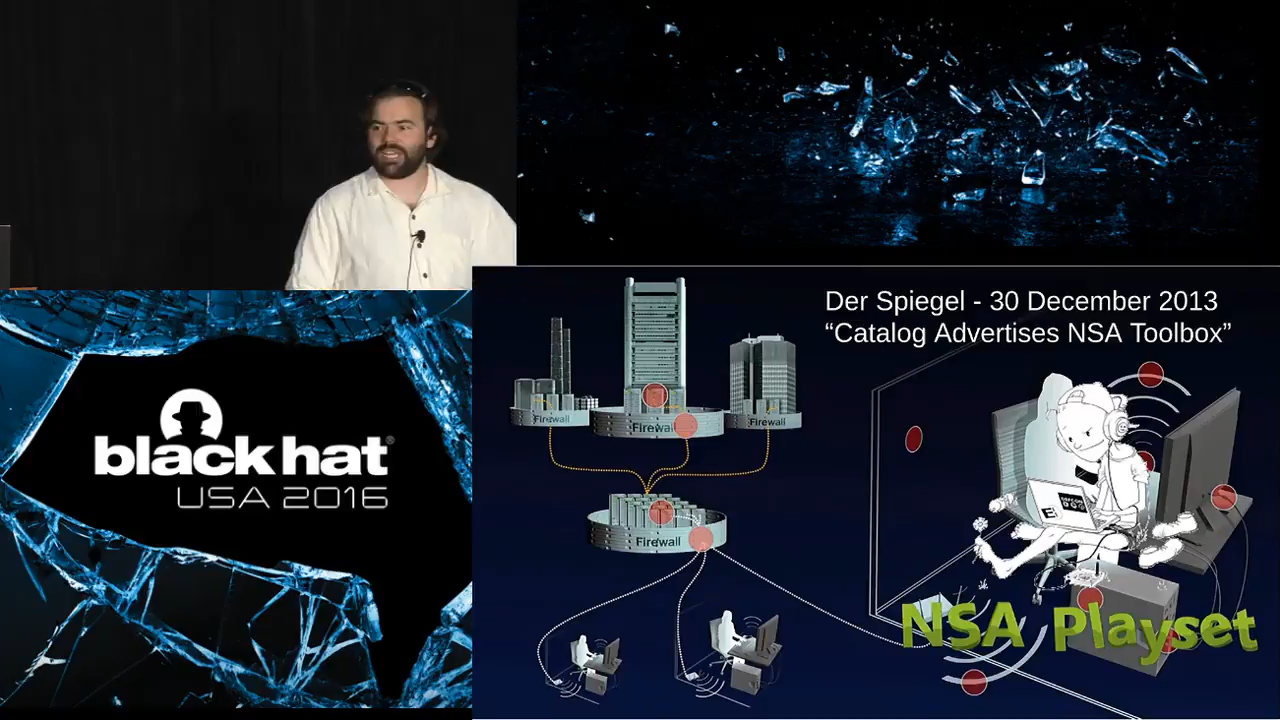 Der Spiegel - 30 December 2013
“Catalog Advertises NSA Toolbox”
Firewall
Firewall
Firewall
Firewall
black hat®
USA 2016
NSA Playset